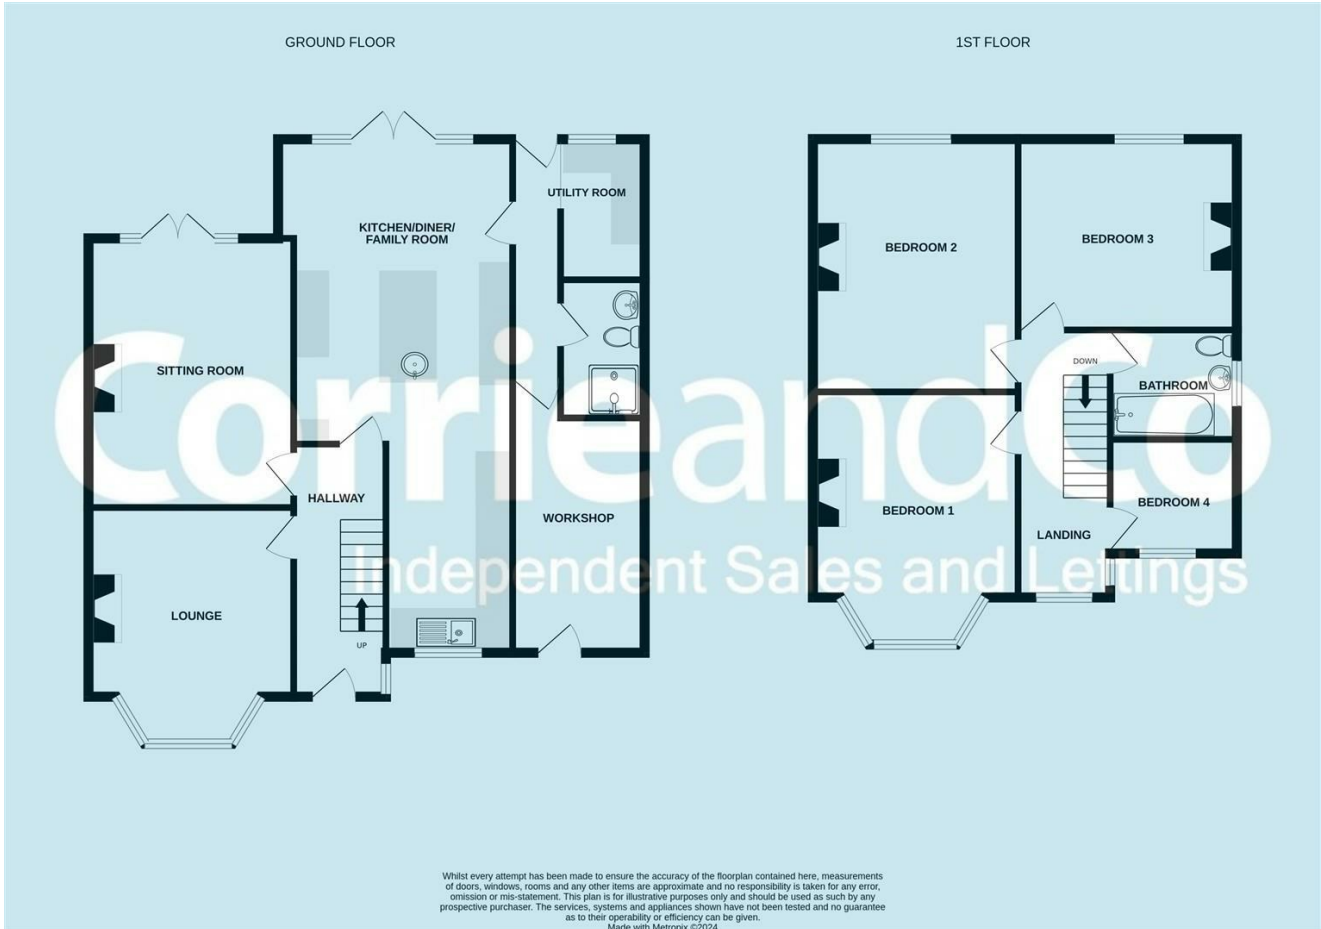 GROUND FLOOR
1ST FLOOR
UTILITY ROOM
KITCHEN/DINER/
FAMILY ROOM
BEDROOM 2
BEDROOM 3
SITTING ROOM
DOWN
BATHROOM
CorrieandCo
HALLWAY
BEDROOM 1
BEDROOM 4
WORKSHOP
LANDING
Independent Sales and Lettings
LOUNGE
UP
Whilst every attempt has been made to ensure the accuracy of the floorplan contained here, measurements
of doors, windows, rooms and any other items are approximate and no responsibility is taken for any error,
omission or mis-statement. This plan is for illustrative purposes only and should be used as such by any
prospective purchaser. The services, systems and appliances shown have not been tested and no guarantee
as to their operability or efficiency can be given.
Made with Metropix ©2024